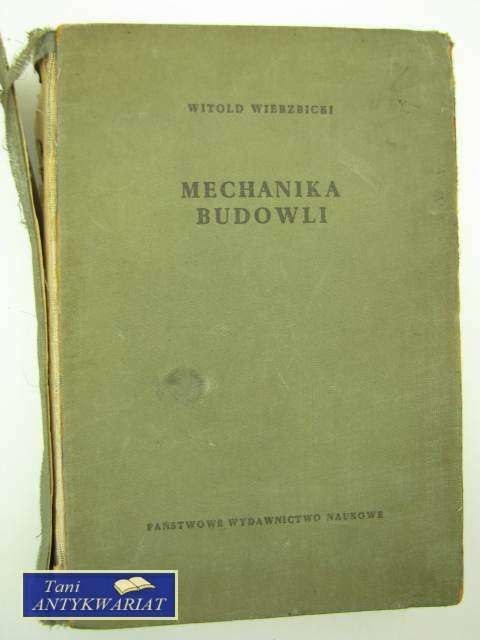 WITOLD WIERZBICKI
MECHANIKA
BUDOWLI
PAŃSTWOWE WYDAWNICTWO NAUKOWE
Tani
ANTYKWARIAT